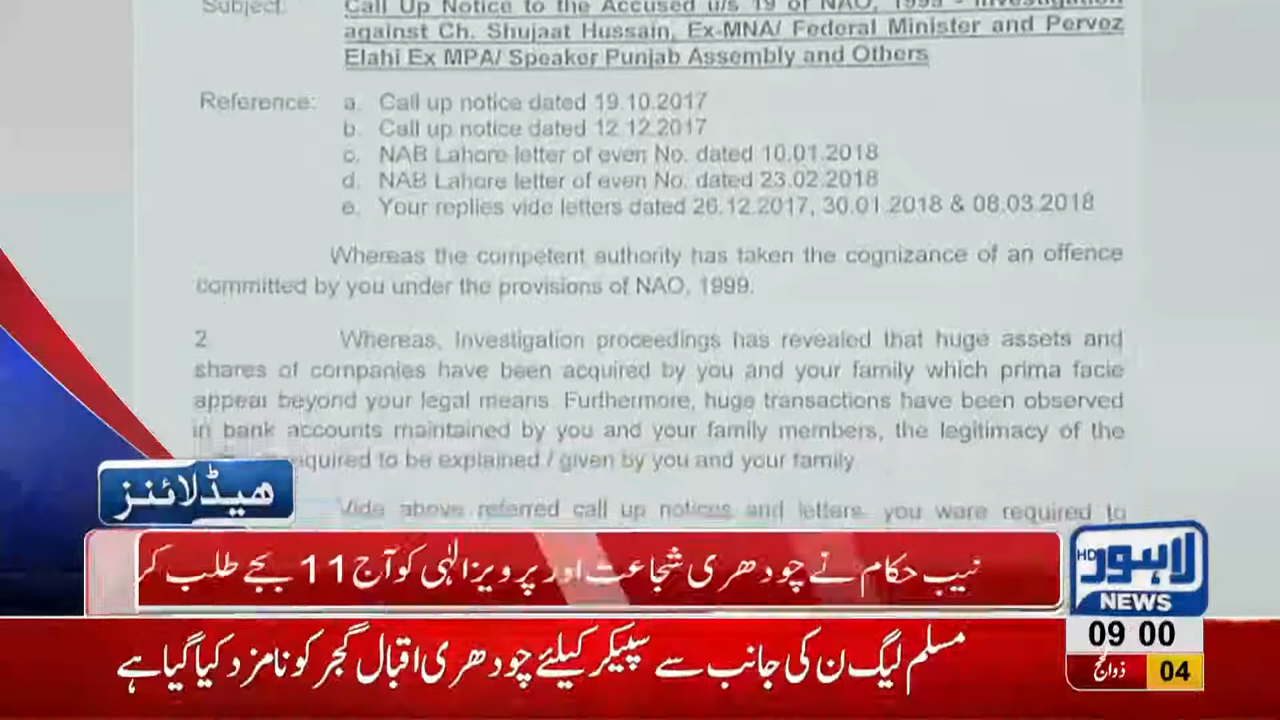 Subject: Call Up Notice to the Accused u/s 19 of NAO, 1999 - Investigation
against Ch. Shujaat Hussain, Ex-MNA/ Federal Minister and Pervez
Elahi Ex MPA/ Speaker Punjab Assembly and Others
Reference: a. Call up notice dated 19.10.2017
b. Call up notice dated 12.12.2017
c. NAB Lahore letter of even No. dated 10.01.2018
d. NAB Lahore letter of even No. dated 23.02.2018
e. Your replies vide letters dated 26.12.2017, 30.01.2018 & 08.03.2018
Whereas the competent authority has taken the cognizance of an offence
committed by you under the provisions of NAO, 1999.
2 Whereas, Investigation proceedings has revealed that huge assets and
shares of companies have been acquired by you and your family which prima facie
appear beyond your legal means. Furthermore, huge transactions have been observed
in bank accounts maintained by you and your family members, the legitimacy of the
quired to be explained / given by you and your family
Vide above referred call up notices and letters, you were required to
ھیڈلائنز
نیب حکام نے چودھری شجاعت اور پرویز الٰہی کو آج 11 بجے طلب کر
لاہور
HD
NEWS
09 00
مسلم لیگ ن کی جانب سے سپیکر کیلئے چودھری اقبال گجر کو نامزد کیا گیا ہے
04 ذوالحج